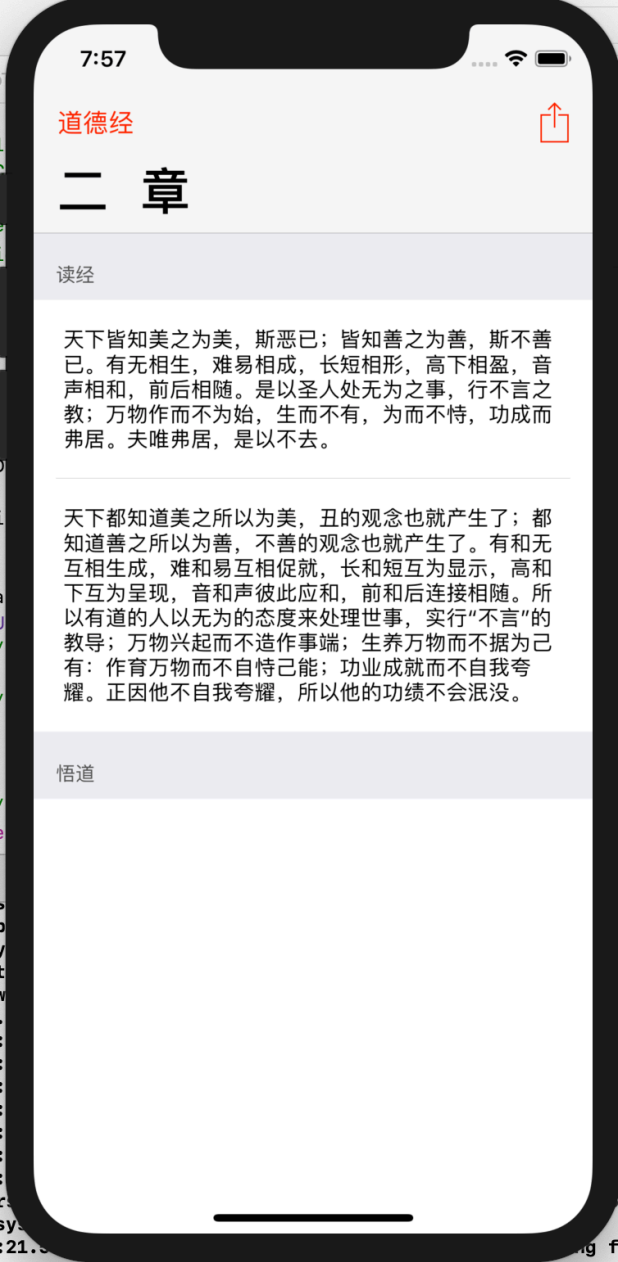 7:57
道德经
二 章
读经
天下皆知美之为美，斯恶已；皆知善之为善，斯不善
已。有无相生，难易相成，长短相形，高下相盈，音
声相和，前后相随。是以圣人处无为之事，行不言之
教；万物作而不为始，生而不有，为而不恃，功成而
弗居。夫唯弗居，是以不去。
天下都知道美之所以为美，丑的观念也就产生了；都
知道善之所以为善，不善的观念也就产生了。有和无
互相生成，难和易互相促就，长和短互为显示，高和
下互为呈现，音和声彼此应和，前和后连接相随。所
以有道的人以无为的态度来处理世事，实行“不言”的
教导；万物兴起而不造作事端；生养万物而不据为己
有：作育万物而不自恃己能；功业成就而不自我夸
耀。正因他不自我夸耀，所以他的功绩不会泯没。
悟道